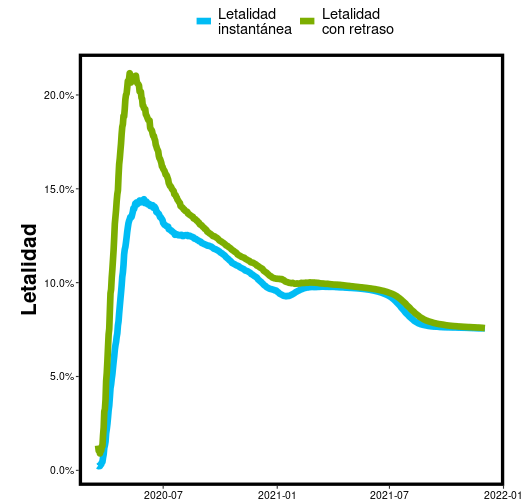 Letalidad
instantánea
Letalidad
con retraso
Letalidad
20.0%
15.0%
10.0%
5.0%
0.0%
2020-07
2021-01
2021-07
2022-01